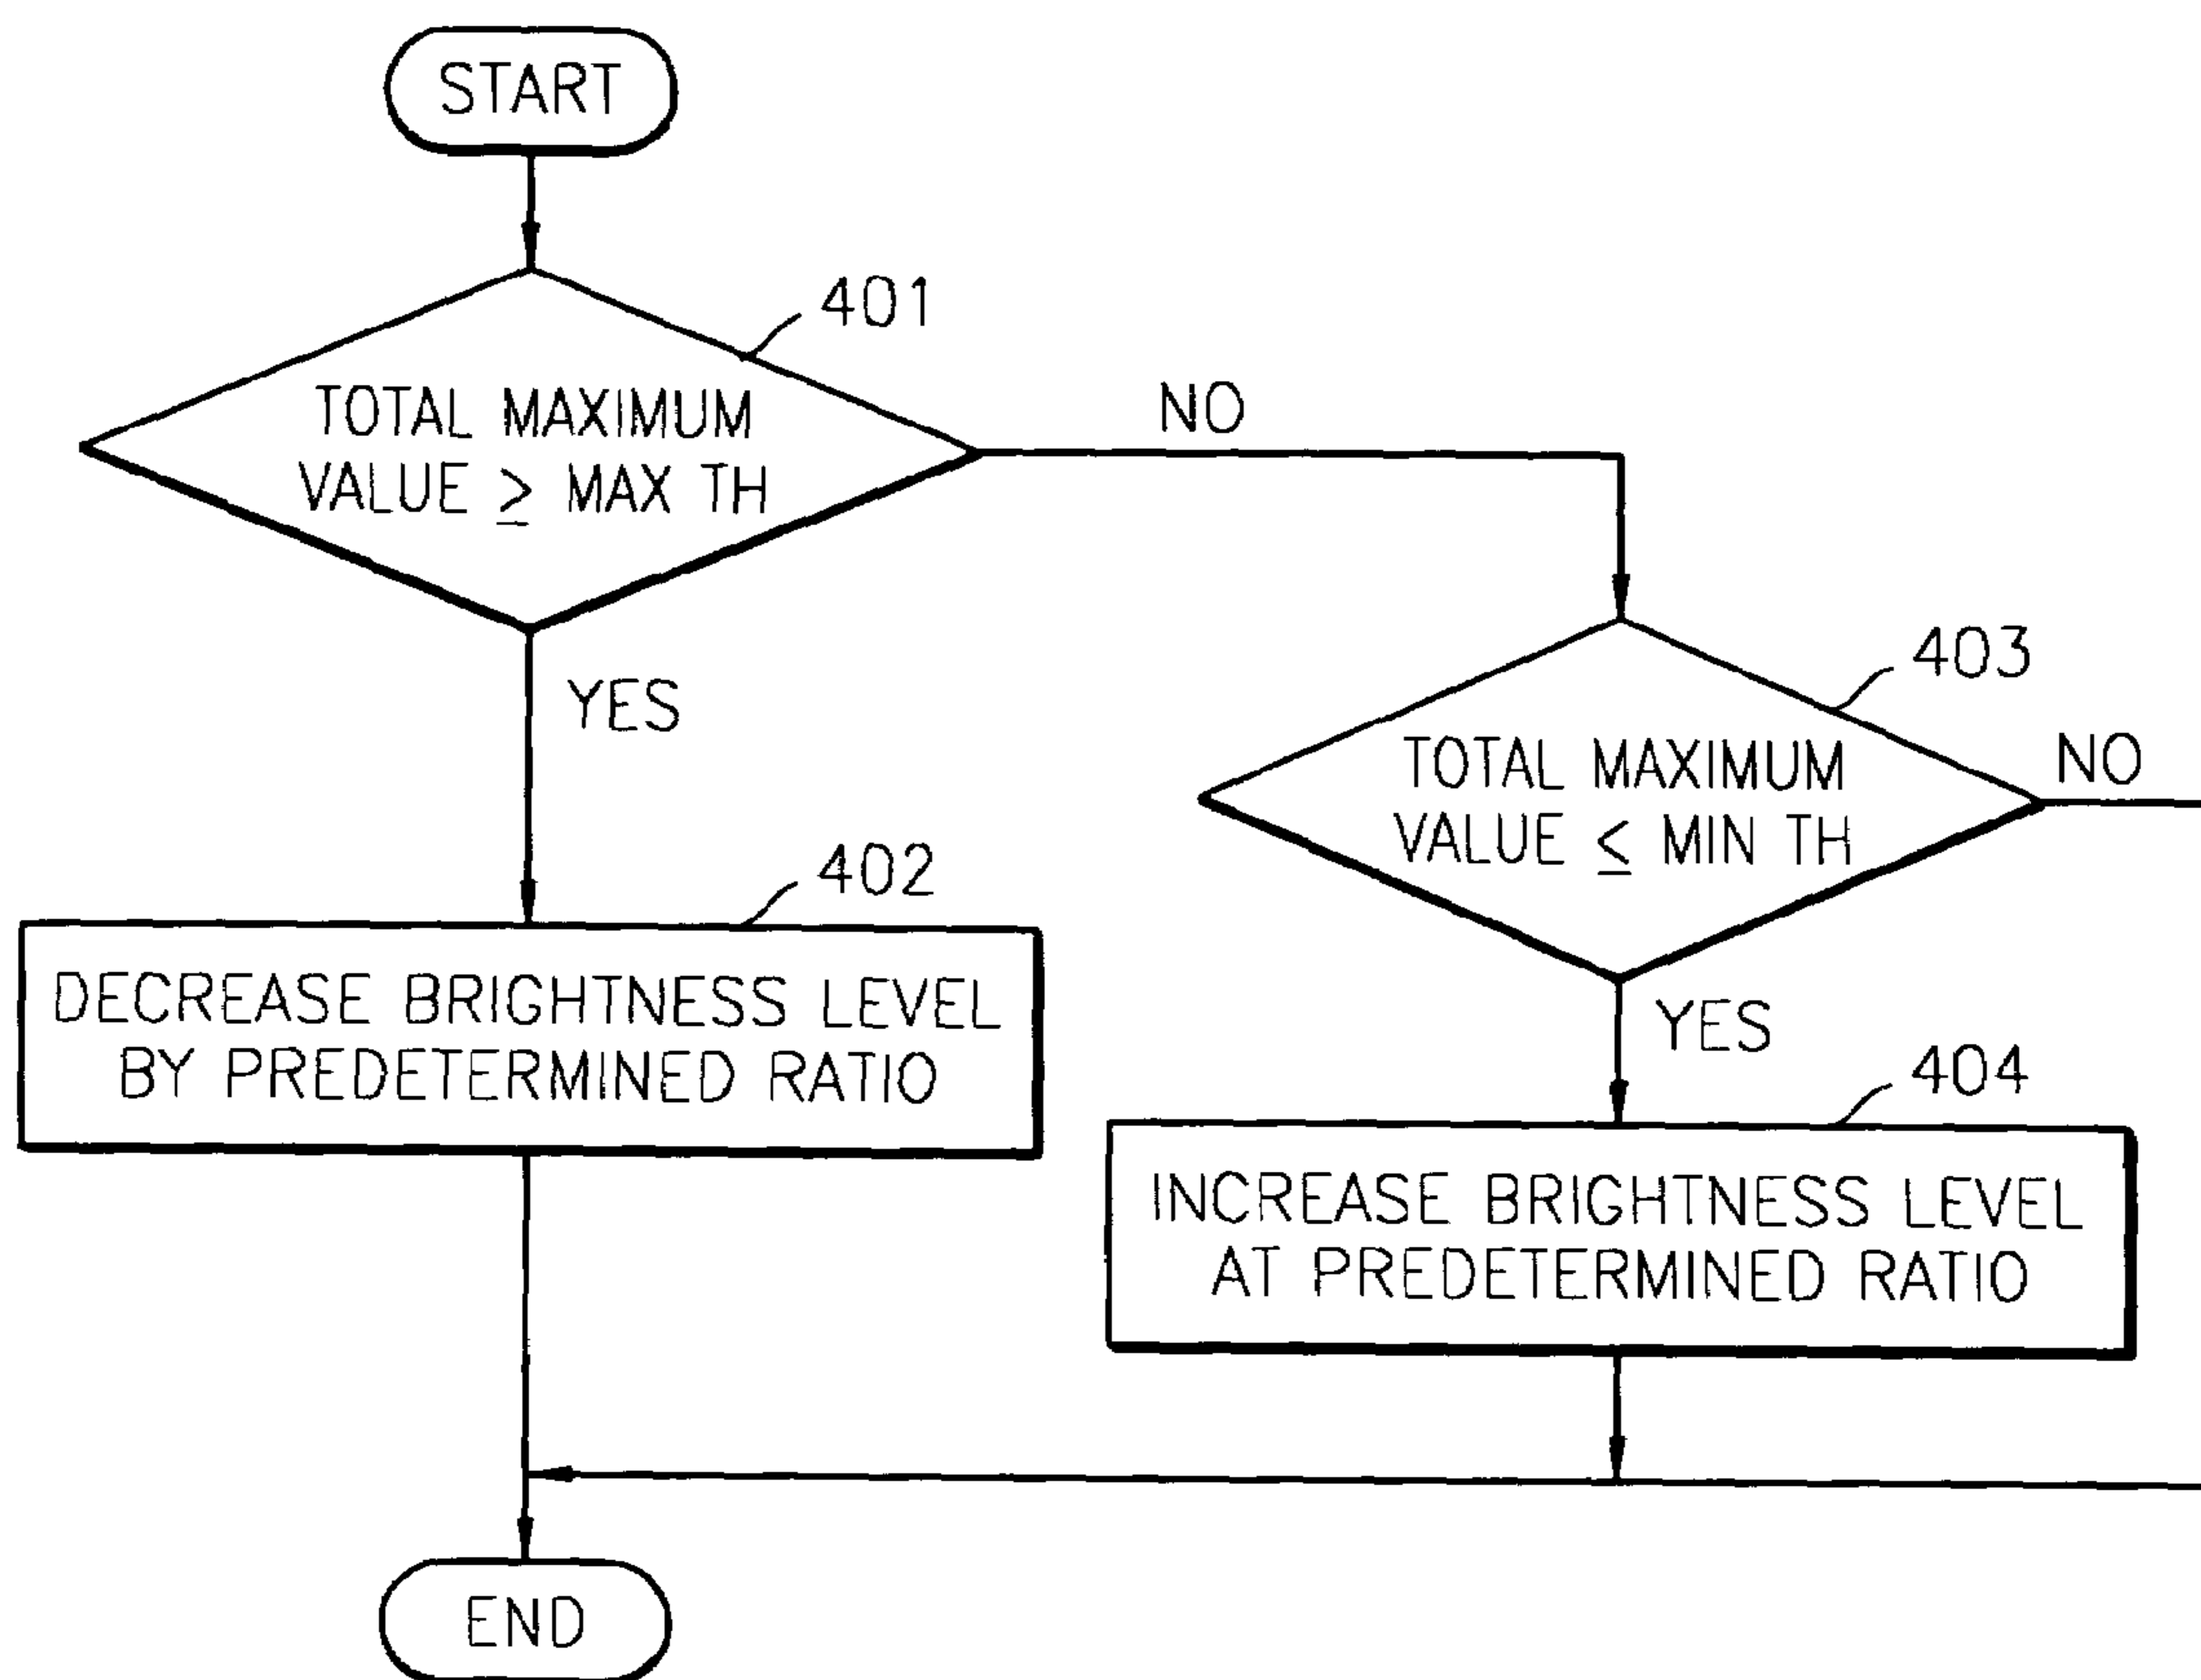 START
401
TOTAL MAXIMUM
VALUE ≥ MAX TH
NO
YES
403
TOTAL MAXIMUM
VALUE ≤ MIN TH
NO
YES
402
DECREASE BRIGHTNESS LEVEL
BY PREDETERMINED RATIO
404
INCREASE BRIGHTNESS LEVEL
AT PREDETERMINED RATIO
END